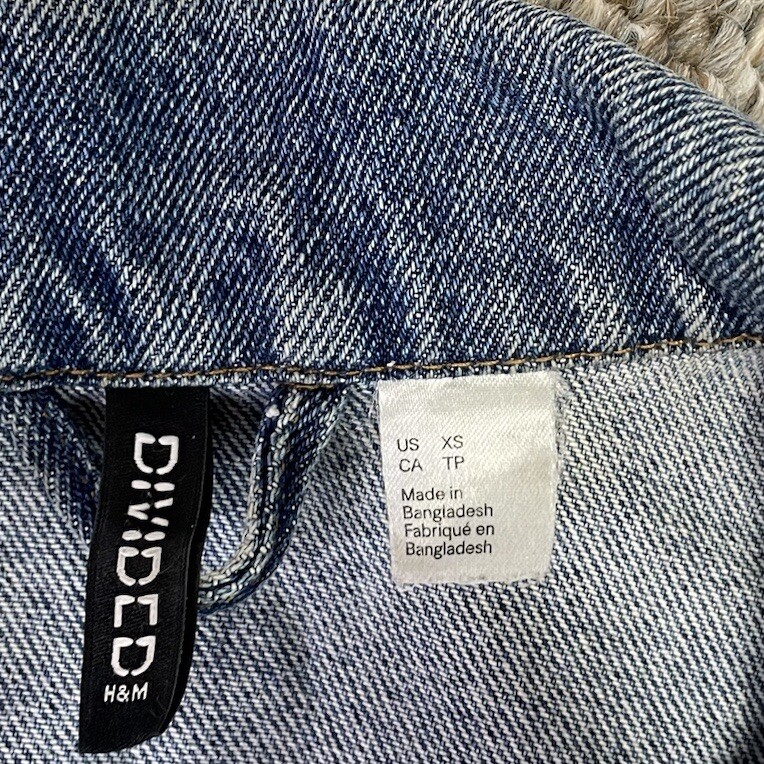 DIVIDED
H&M
US XS
CA TP
Made in
Bangladesh
Fabriqué en
Bangladesh